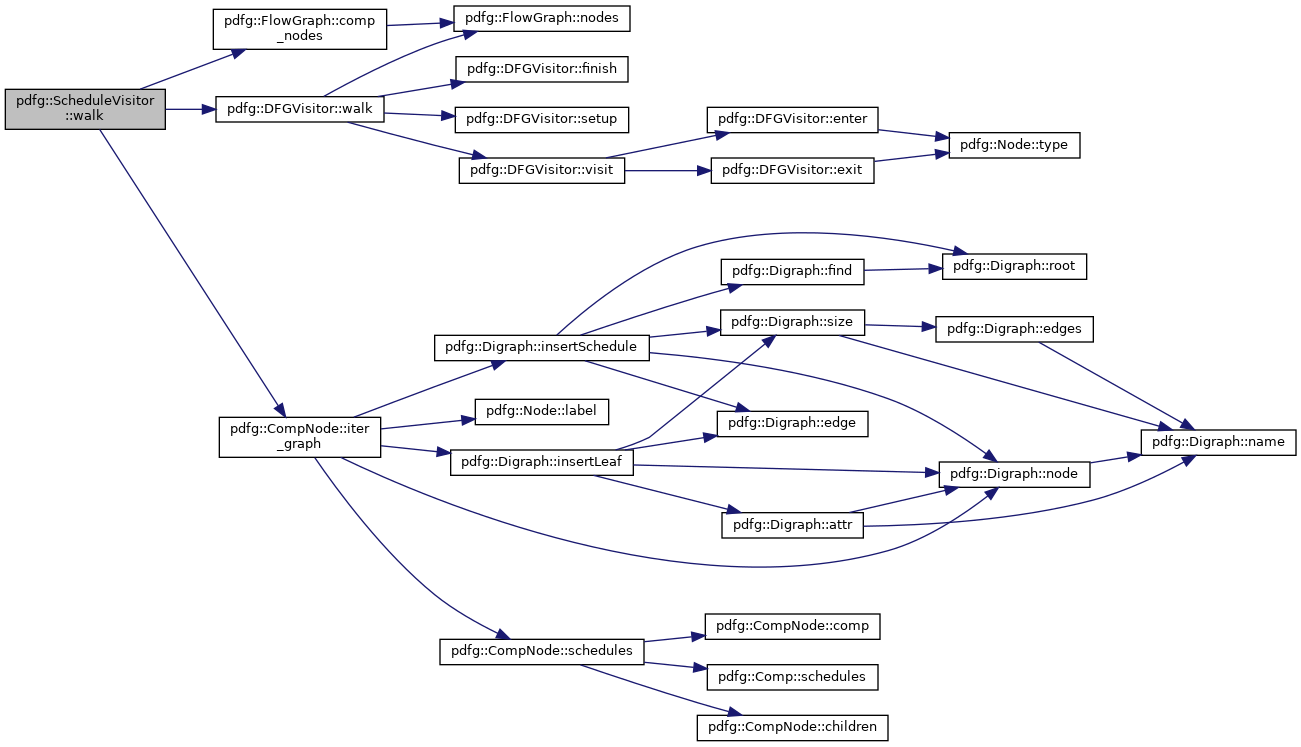 pdfg::ScheduleVisitor
::walk
pdfg::FlowGraph::comp
_nodes
pdfg::FlowGraph::nodes
pdfg::DFGVisitor::walk
pdfg::DFGVisitor::finish
pdfg::DFGVisitor::setup
pdfg::DFGVisitor::visit
pdfg::DFGVisitor::enter
pdfg::DFGVisitor::exit
pdfg::Node::type
pdfg::CompNode::iter
_graph
pdfg::Digraph::insertSchedule
pdfg::Node::label
pdfg::Digraph::insertLeaf
pdfg::Digraph::find
pdfg::Digraph::root
pdfg::Digraph::size
pdfg::Digraph::edges
pdfg::Digraph::edge
pdfg::Digraph::name
pdfg::Digraph::node
pdfg::Digraph::attr
pdfg::CompNode::schedules
pdfg::CompNode::comp
pdfg::Comp::schedules
pdfg::CompNode::children